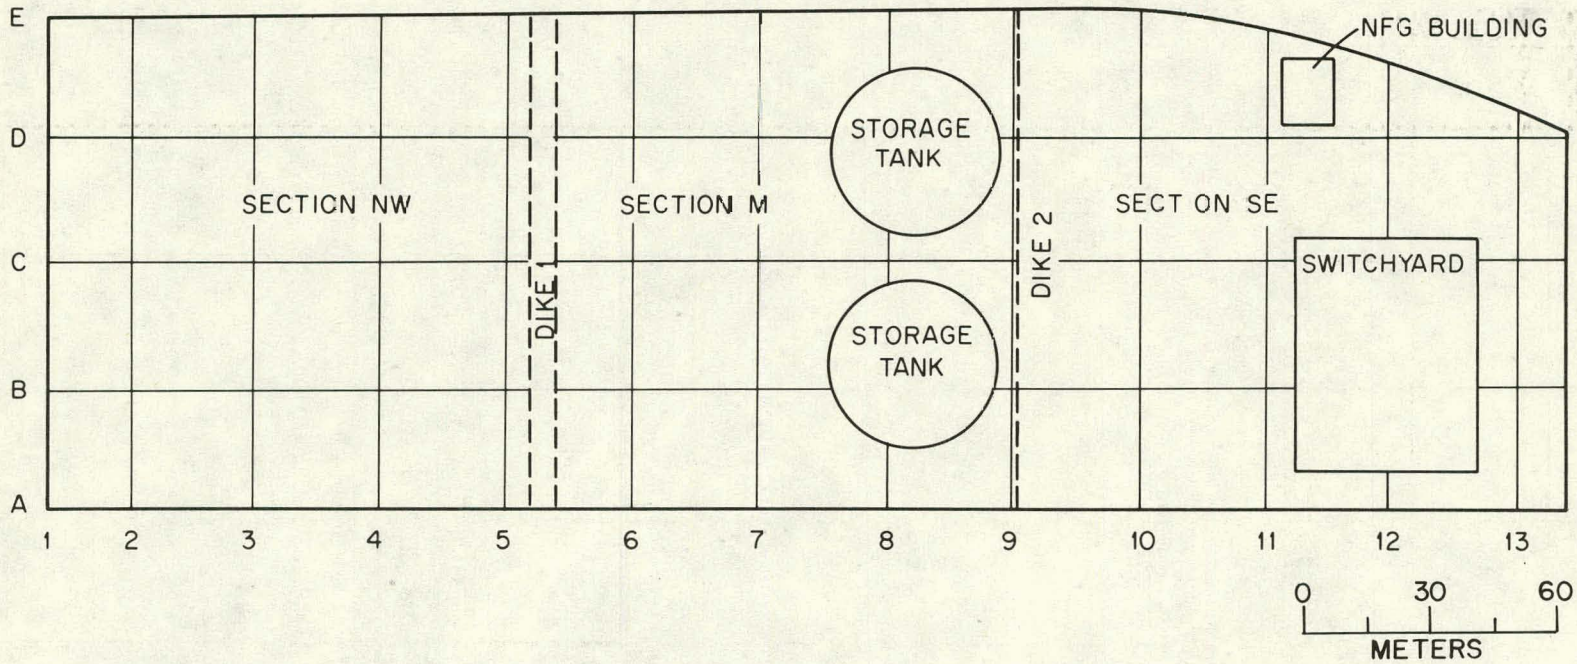 E
NFG BUILDING
STORAGE
TANK
D
SECTION NW
SECTION M
SECT ON SE
DIKE 2
C
SWITCHYARD
DIKE 1
STORAGE
TANK
B
A
1 2 3 4 5 6 7 8 9 10 11 12 13
0 30 60
METERS